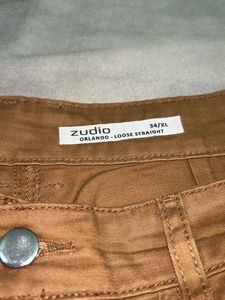 34/XL
zudio
ORLANDO - LOOSE STRAIGHT